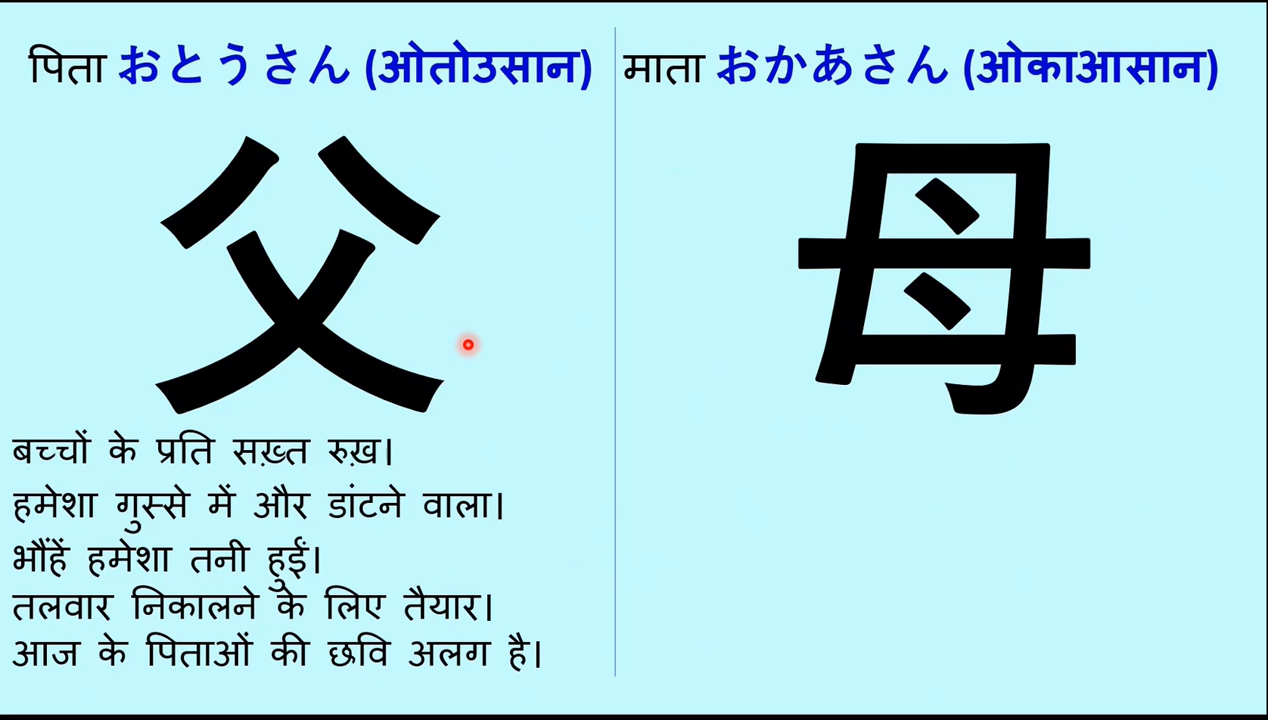 पिता おとうさん (ओतोउसान)
父
बच्चों के प्रति सख़्त रुख़।
हमेशा गुस्से में और डांटने वाला।
भौंहें हमेशा तनी हुईं।
तलवार निकालने के लिए तैयार।
आज के पिताओं की छवि अलग है।
माता おかあさん (ओकाआसान)
母